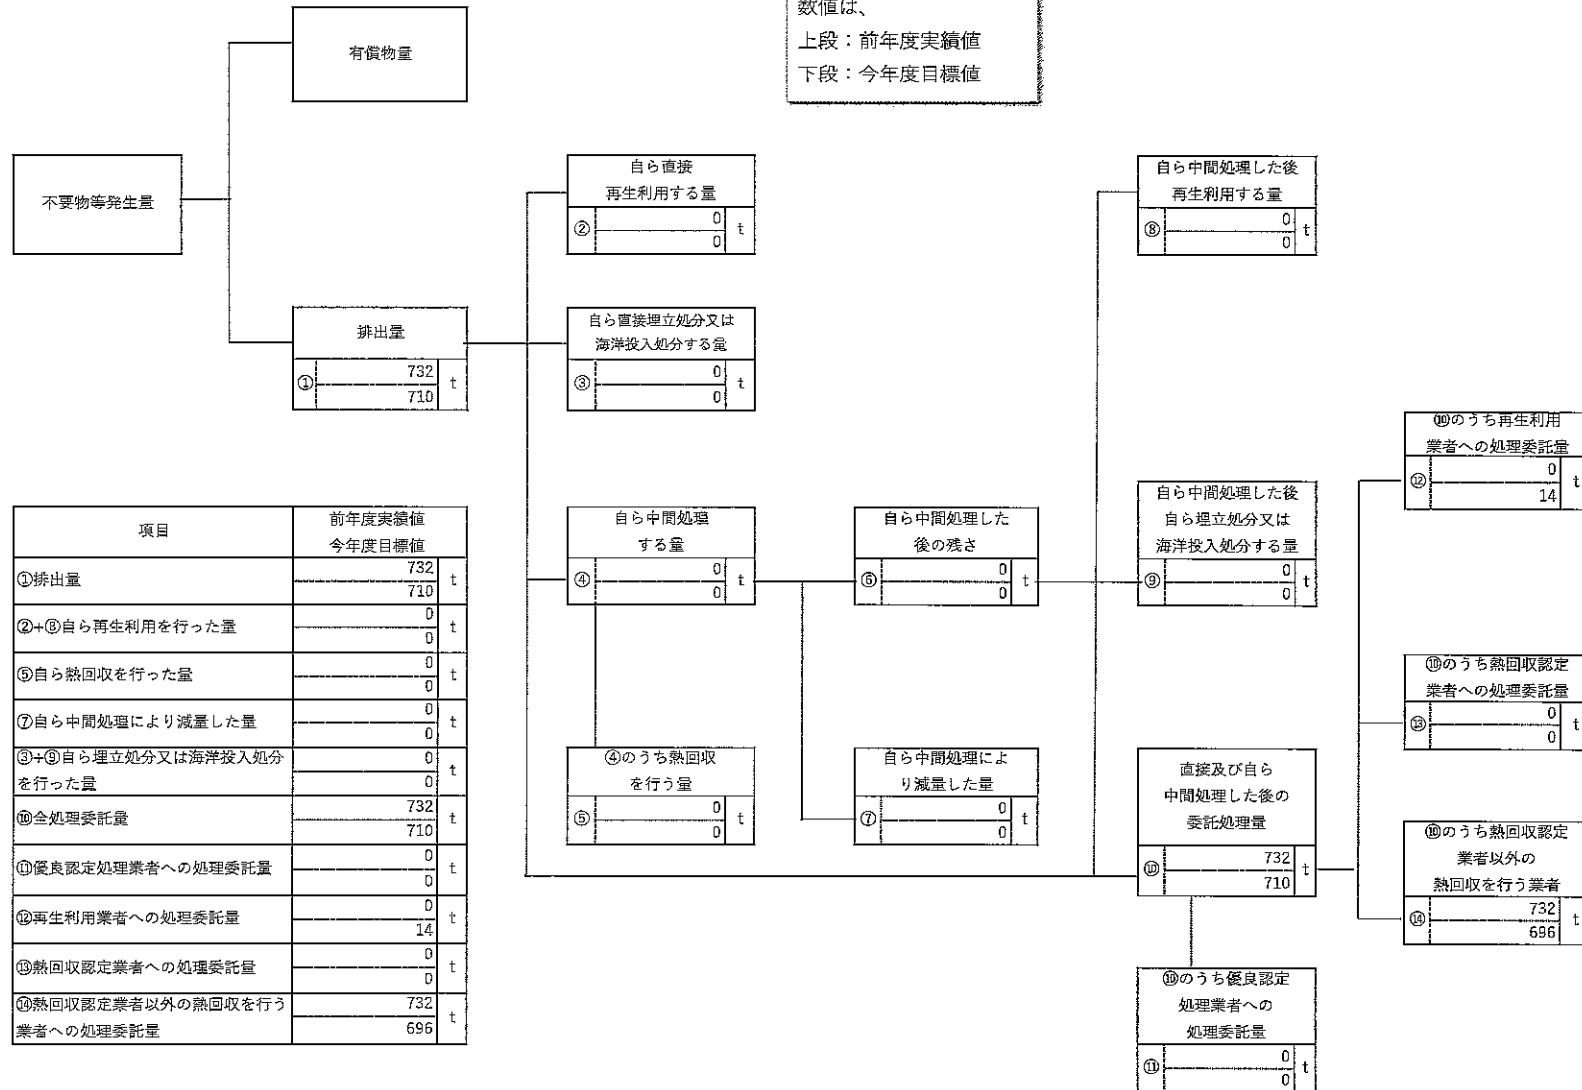 数値は、
上段：前年度実績値
下段：今年度目標値
有償物量
不要物等発生量
排出量
①
732
710
t
自ら直接
再生利用する量
②
0
0
t
自ら直接埋立処分又は
海洋投入処分する量
③
0
0
t
自ら中間処理
する量
④
0
0
t
④のうち熱回収
を行う量
⑤
0
0
t
自ら中間処理した
後の残さ
⑥
0
0
t
自ら中間処理によ
り減量した量
⑦
0
0
t
自ら中間処理した後
再生利用する量
⑧
0
0
t
自ら中間処理した後
自ら埋立処分又は
海洋投入処分する量
⑨
0
0
t
直接及び自ら
中間処理した後の
委託処理量
⑩
732
710
t
⑩のうち優良認定
処理業者への
処理委託量
⑪
0
0
t
⑩のうち再生利用
業者への処理委託量
⑫
0
14
t
⑩のうち熱回収認定
業者への処理委託量
⑬
0
0
t
⑩のうち熱回収認定
業者以外の
熱回収を行う業者
⑭
732
696
t
項目
前年度実績値
今年度目標値
①排出量
732
710
t
②+⑧自ら再生利用を行った量
0
0
t
⑤自ら熱回収を行った量
0
0
t
⑦自ら中間処理により減量した量
0
0
t
③+⑨自ら埋立処分又は海洋投入処分
を行った量
0
0
t
⑩全処理委託量
732
710
t
⑪優良認定処理業者への処理委託量
0
0
t
⑫再生利用業者への処理委託量
0
14
t
⑬熱回収認定業者への処理委託量
0
0
t
⑭熱回収認定業者以外の熱回収を行う
業者への処理委託量
732
696
t